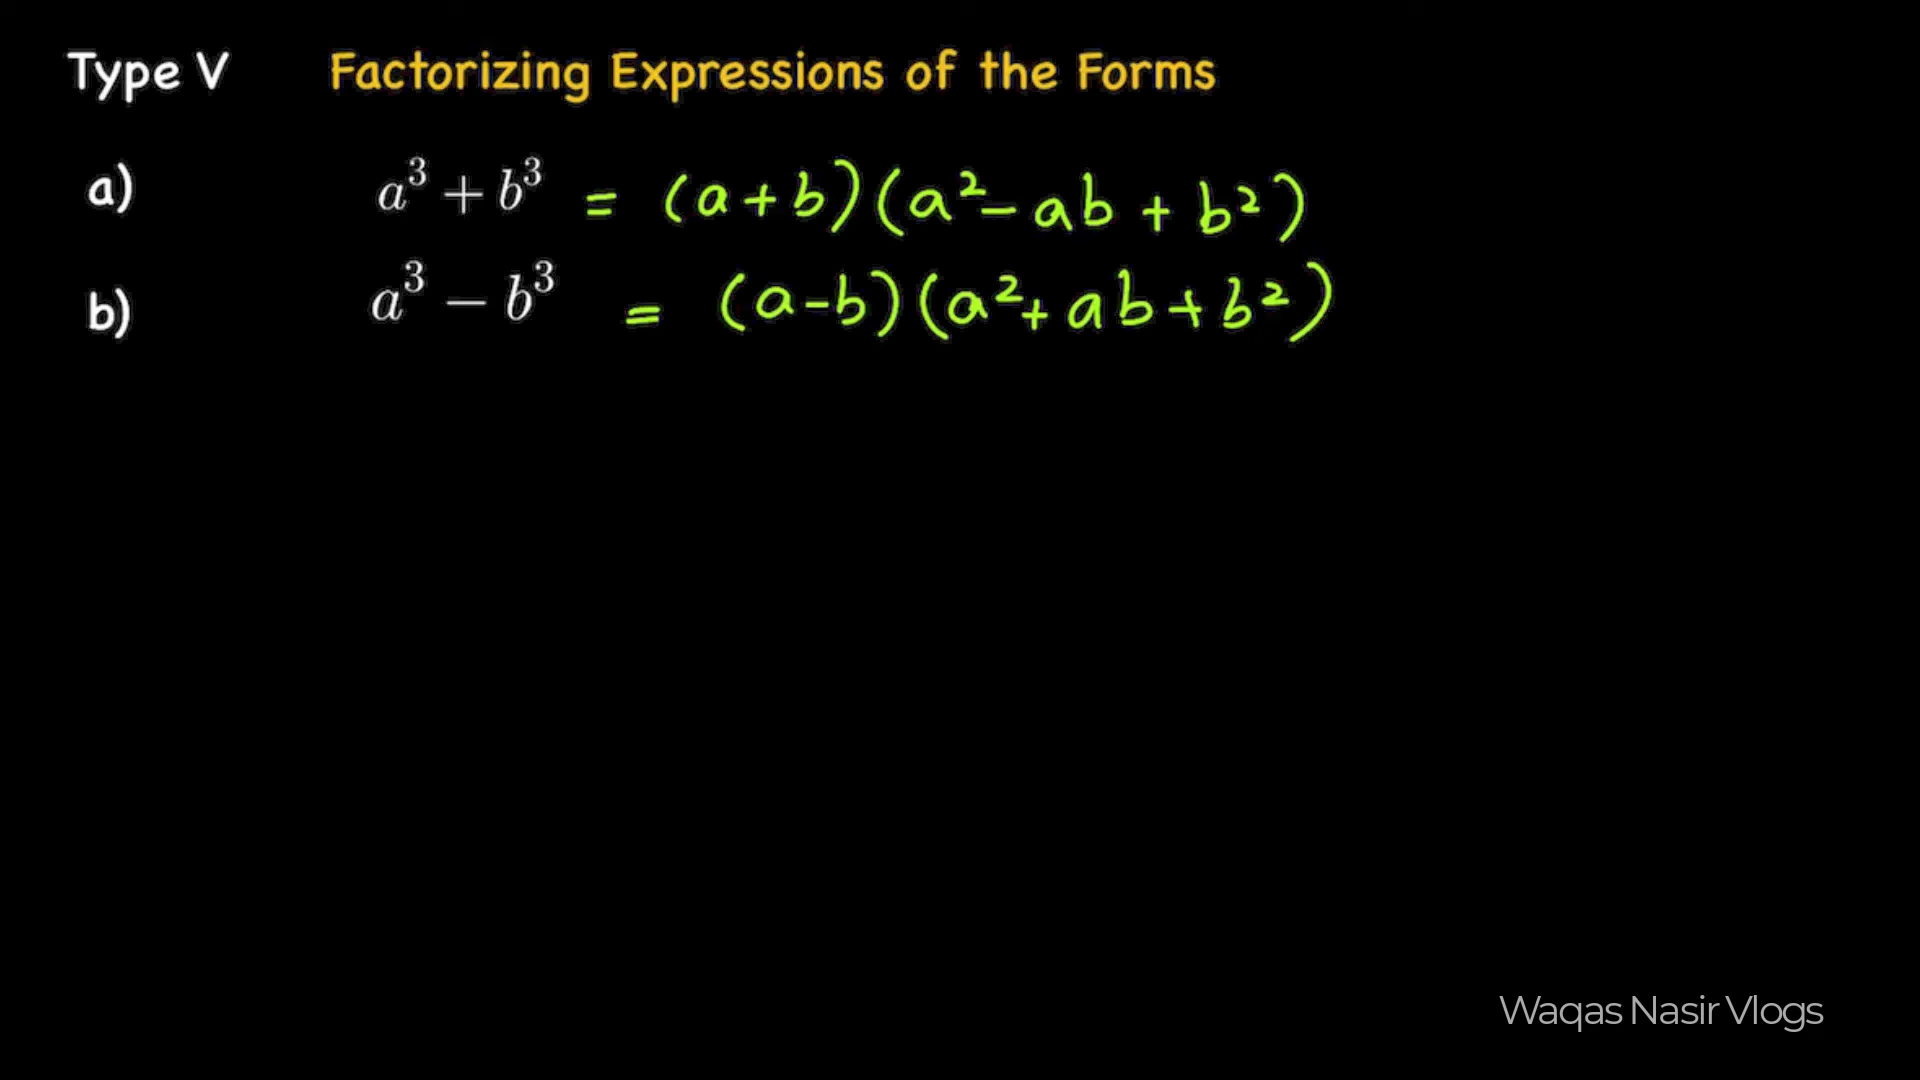 Type V Factorizing Expressions of the Forms
a) a³ + b³ = (a + b)(a² - ab + b²)
b) a³ − b³ = (a-b)(a² + ab + b²)
Waqas Nasir Vlogs